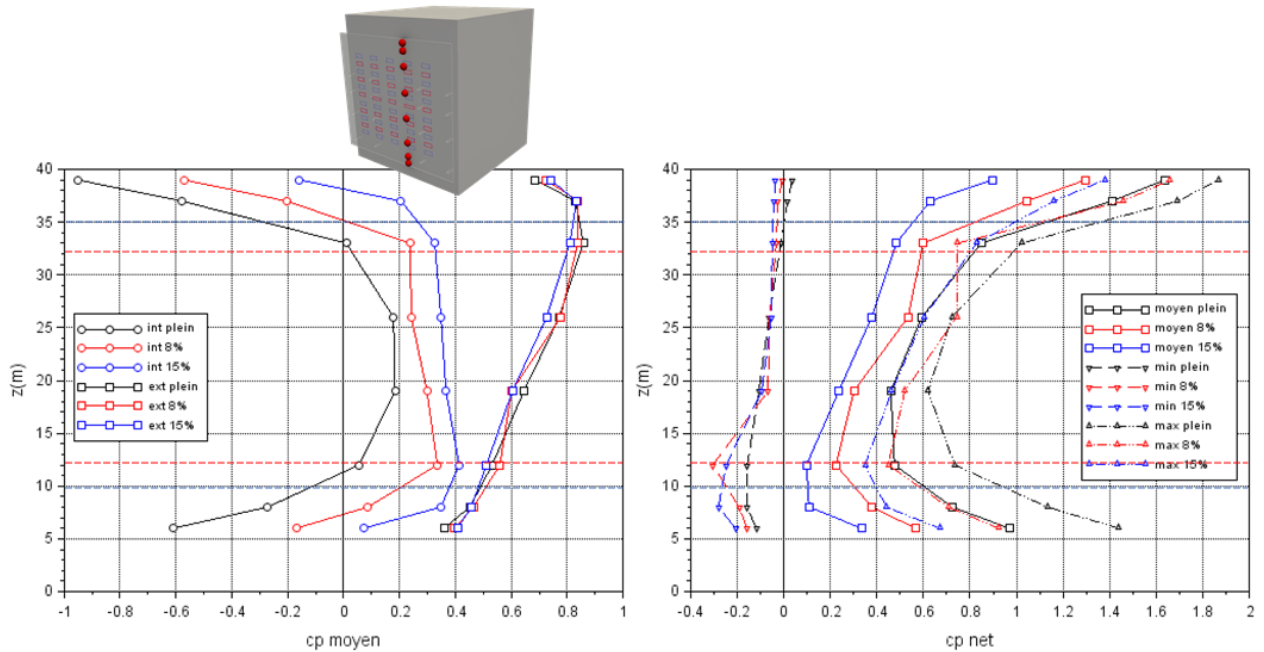 40
35
30
25
20
15
10
5
0
z(m)
int plein
int 8%
int 15%
ext plein
ext 8%
ext 15%
-1 -0.8 -0.6 -0.4 -0.2 0 0.2 0.4 0.6 0.8 1
cp moyen
40
35
30
25
20
15
10
5
0
z(m)
moyen plein
moyen 8%
moyen 15%
min plein
min 8%
min 15%
max plein
max 8%
max 15%
-0.4 -0.2 0 0.2 0.4 0.6 0.8 1 1.2 1.4 1.6 1.8 2
cp net